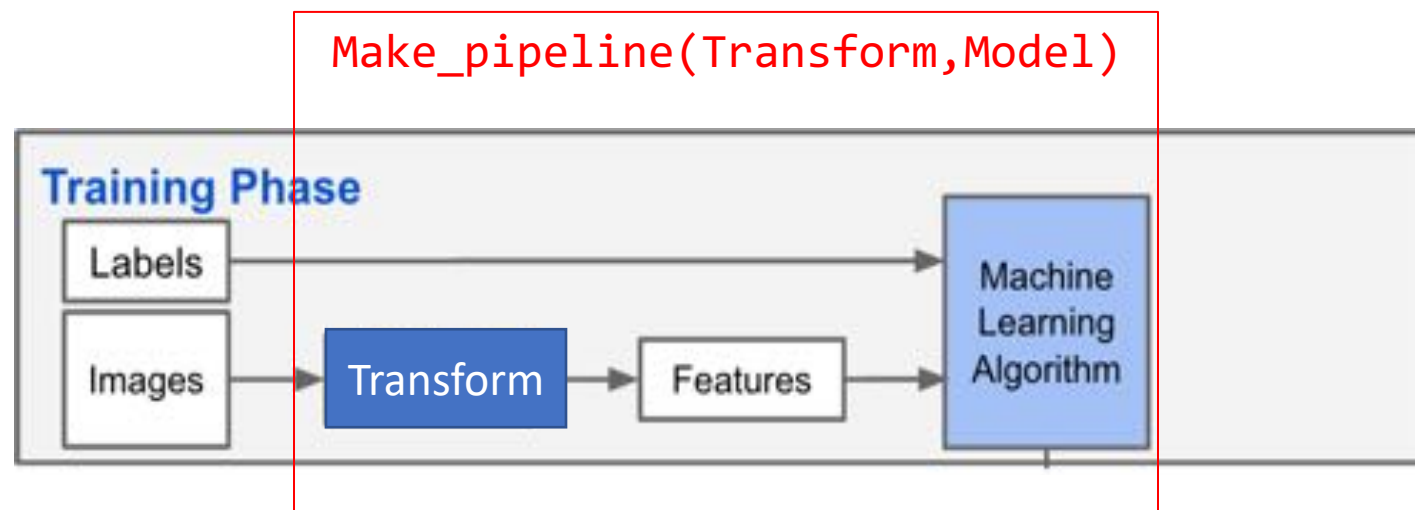 Make_pipeline(Transform,Model)
Training Phase
Labels
Images
Transform
Features
Machine
Learning
Algorithm